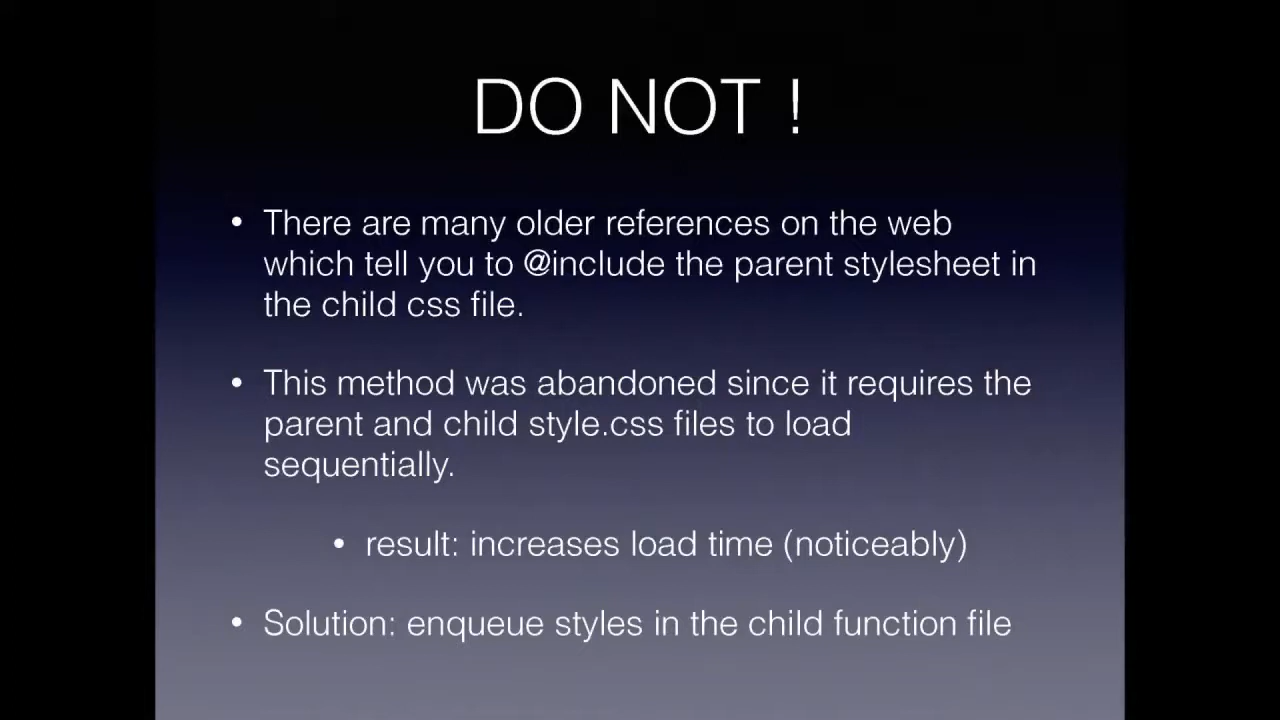 DO NOT !
• There are many older references on the web
which tell you to @include the parent stylesheet in
the child css file.
• This method was abandoned since it requires the
parent and child style.css files to load
sequentially.
• result: increases load time (noticeably)
• Solution: enqueue styles in the child function file